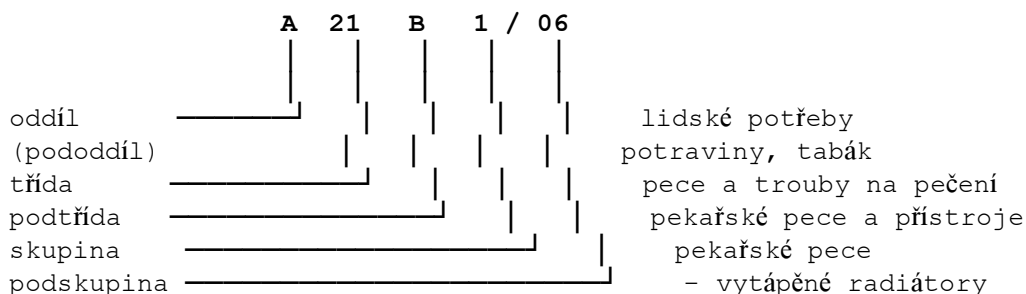 A 21 B 1 / 06
oddíl lidské potřeby
(pododdíl) potraviny, tabák
třída pece a trouby na pečení
podtřída pekařské pece a přístroje
skupina pekařské pece
podskupina – vytápěné radiátory